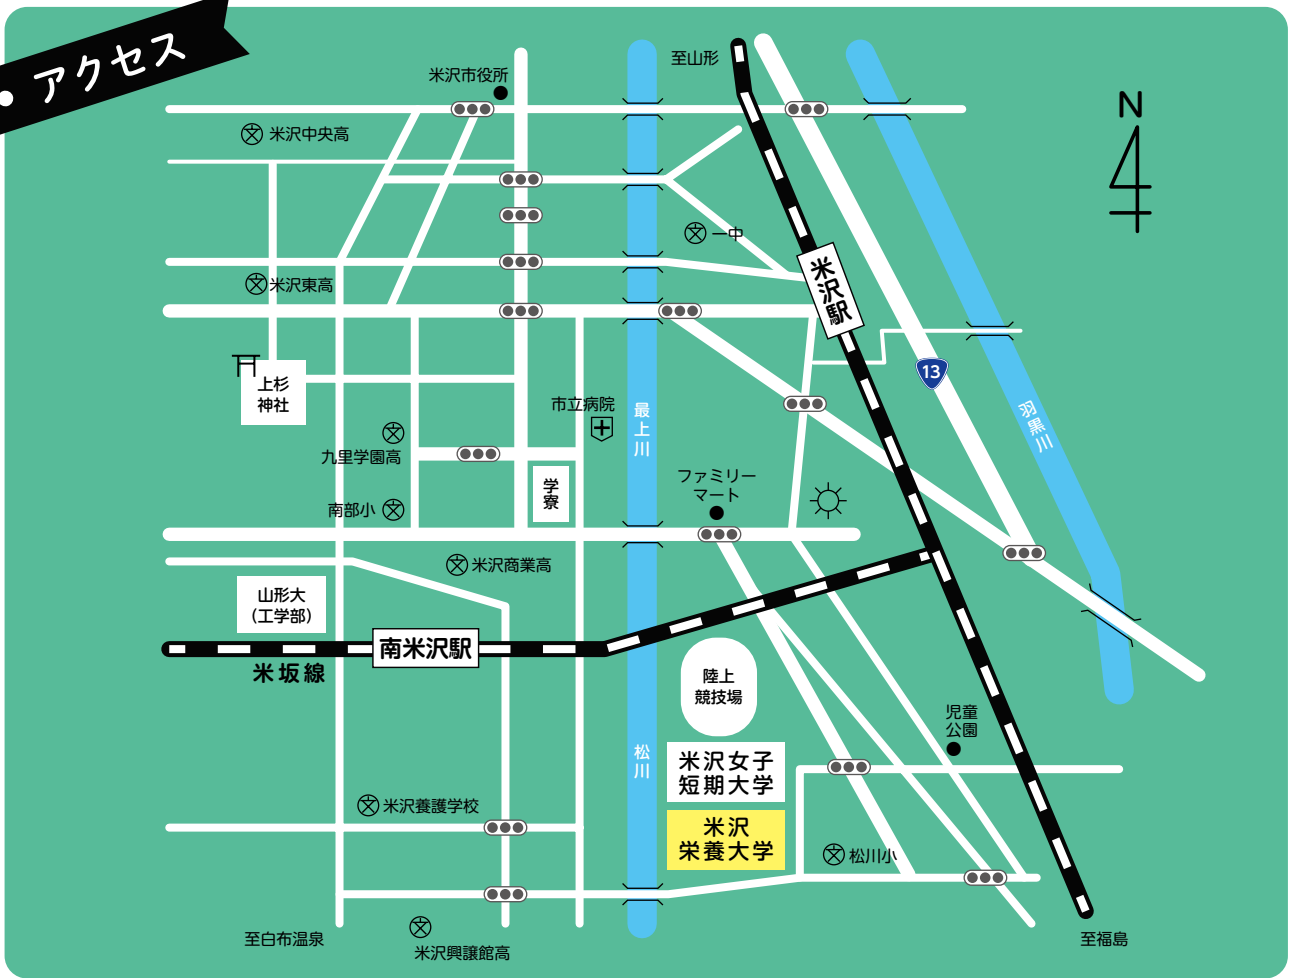 アクセス
至山形
米沢市役所
N
米沢中央高
一中
米沢駅
米沢東高
13
上杉
神社
市立病院
最上川
羽黒川
九里学園高
ファミリー
マート
学寮
南部小
米沢商業高
山形大
(工学部)
南米沢駅
米坂線
陸上
競技場
児童
公園
松川
米沢女子
短期大学
米沢養護学校
米沢
栄養大学
松川小
至白布温泉
米沢興譲館高
至福島